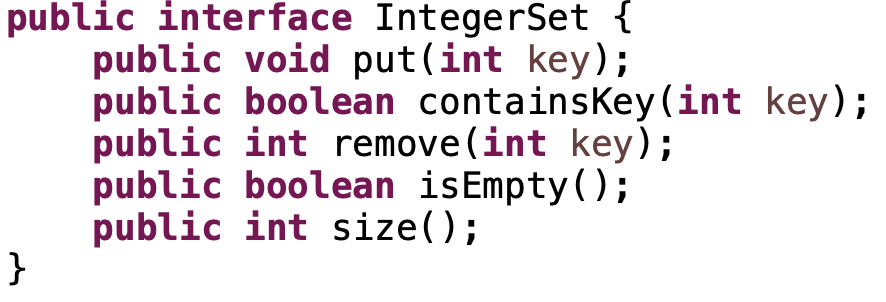 public interface IntegerSet {
    public void put(int key);
    public boolean containsKey(int key);
    public int remove(int key);
    public boolean isEmpty();
    public int size();
}